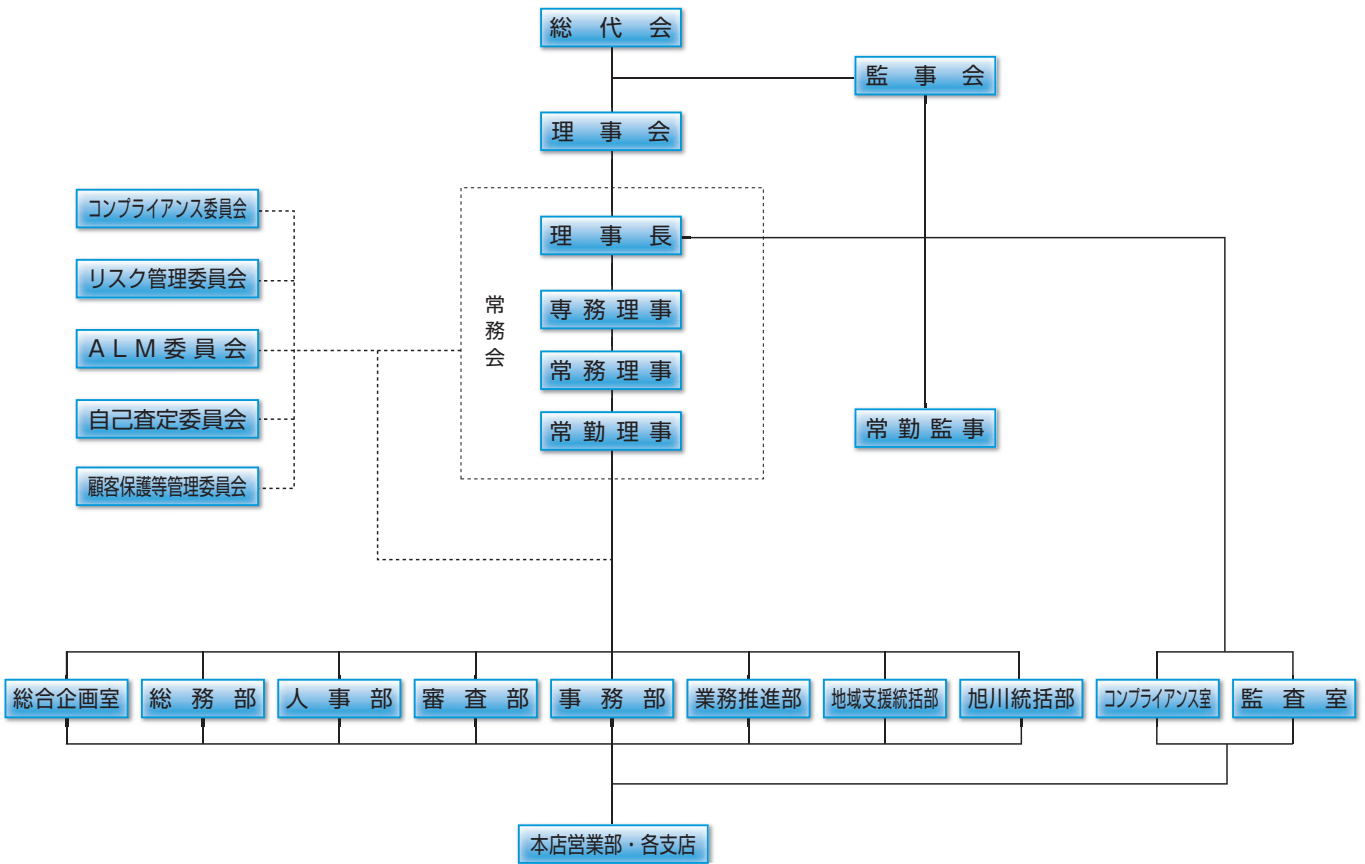 総代会
監事会
理事会
コンプライアンス委員会
リスク管理委員会
ALM委員会
自己査定委員会
顧客保護等管理委員会
常務会
理事長
専務理事
常務理事
常勤理事
常勤監事
総合企画室
総務部
人事部
審査部
事務部
業務推進部
地域支援統括部
旭川統括部
コンプライアンス室
監査室
本店営業部・各支店